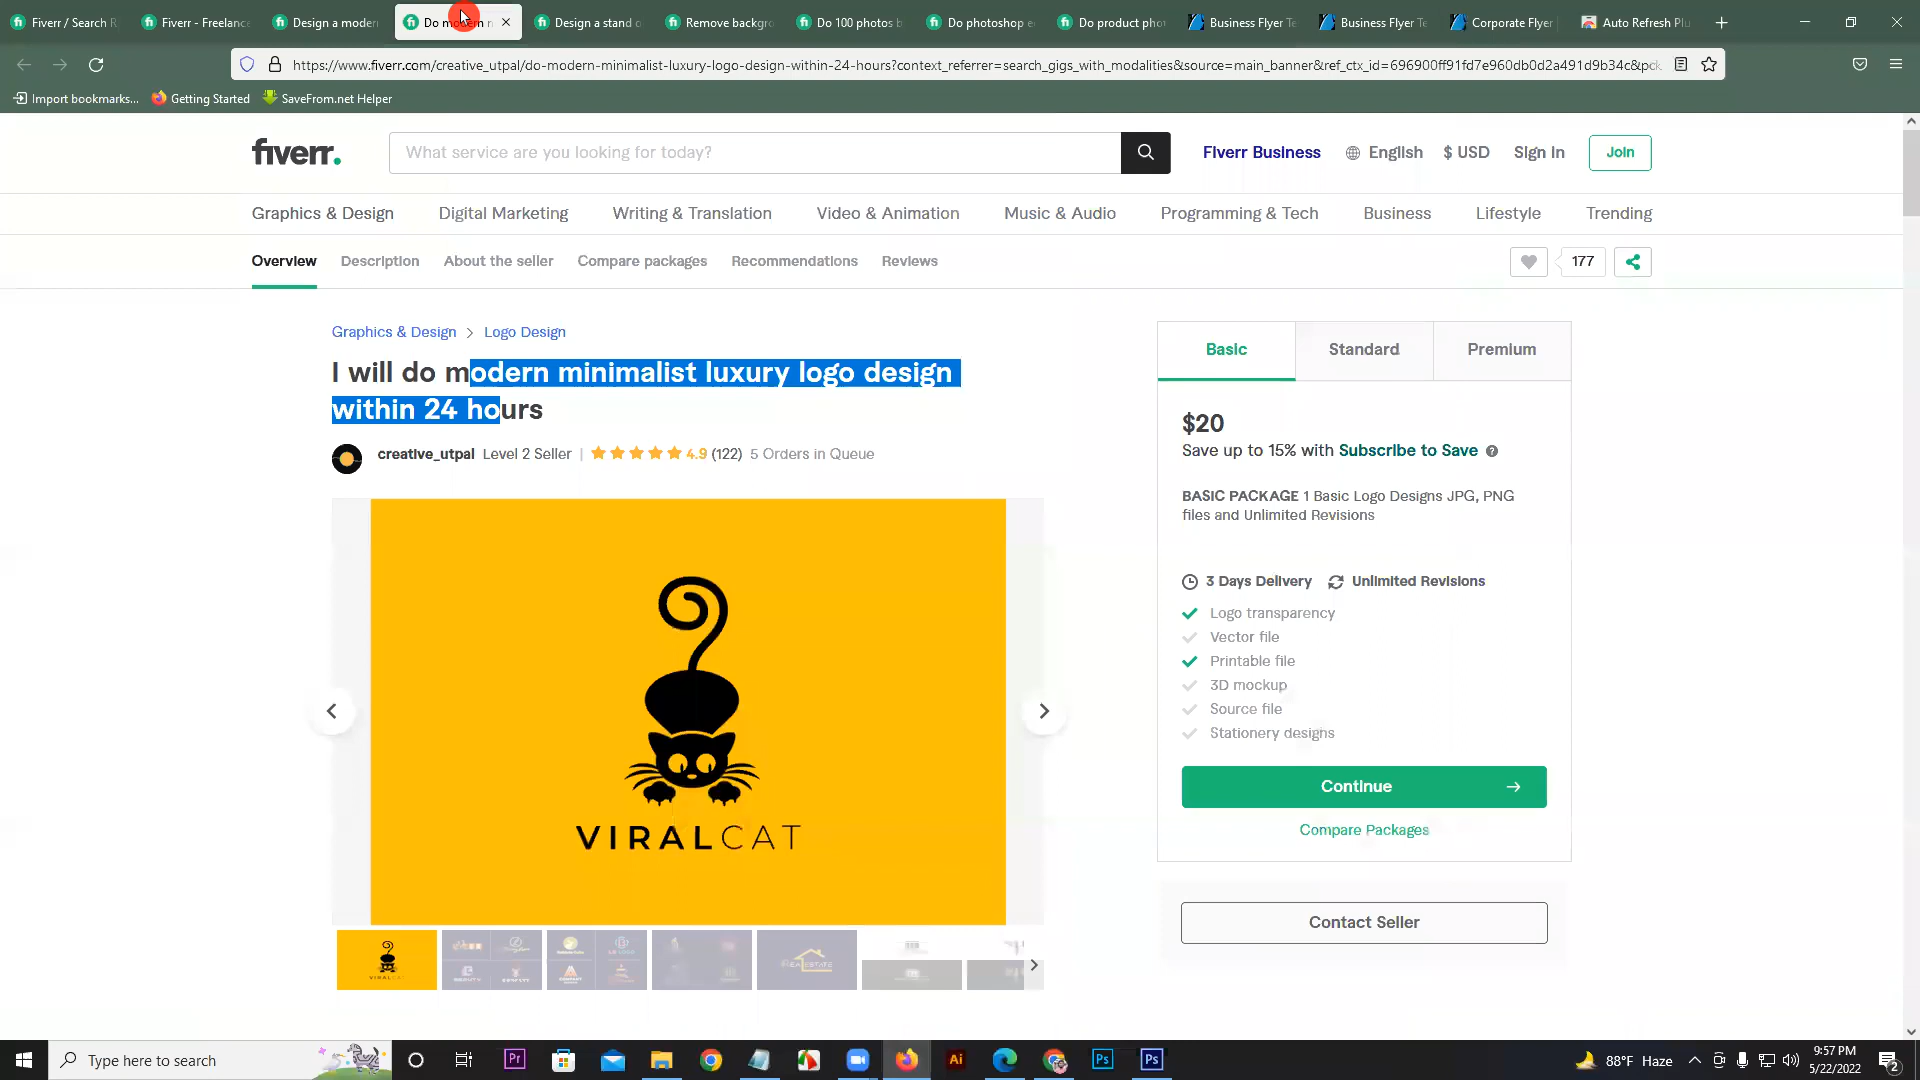 Fiverr / Search R
Fiverr - Freelance
Design a modern
Do modern n
Design a stand o
Remove backgro
Do 100 photos b
Do photoshop e
Do product phot
Business Flyer Te
Business Flyer Te
Corporate Flyer
Auto Refresh Plu
https://www.fiverr.com/creative_utpal/do-modern-minimalist-luxury-logo-design-within-24-hours?context_referrer=search_gigs_with_modalities&source=main_banner&ref_ctx_id=696900ff91fd7e960db0d2a491d9b34c&pck
Import bookmarks...
Getting Started
SaveFrom.net Helper
fiverr.
What service are you looking for today?
Fiverr Business
English
$ USD
Sign In
Join
Graphics & Design
Digital Marketing
Writing & Translation
Video & Animation
Music & Audio
Programming & Tech
Business
Lifestyle
Trending
Overview
Description
About the seller
Compare packages
Recommendations
Reviews
177
Graphics & Design > Logo Design
I will do modern minimalist luxury logo design
within 24 hours
creative_utpal Level 2 Seller | 4.9 (122) 5 Orders in Queue
VIRALCAT
Basic
Standard
Premium
$20
Save up to 15% with Subscribe to Save
BASIC PACKAGE 1 Basic Logo Designs JPG, PNG
files and Unlimited Revisions
3 Days Delivery
Unlimited Revisions
Logo transparency
Vector file
Printable file
3D mockup
Source file
Stationery designs
Continue
Compare Packages
Contact Seller
VIRALCAT
REAL ESTATE
Type here to search
88°F Haze
9:57 PM
5/22/2022
2